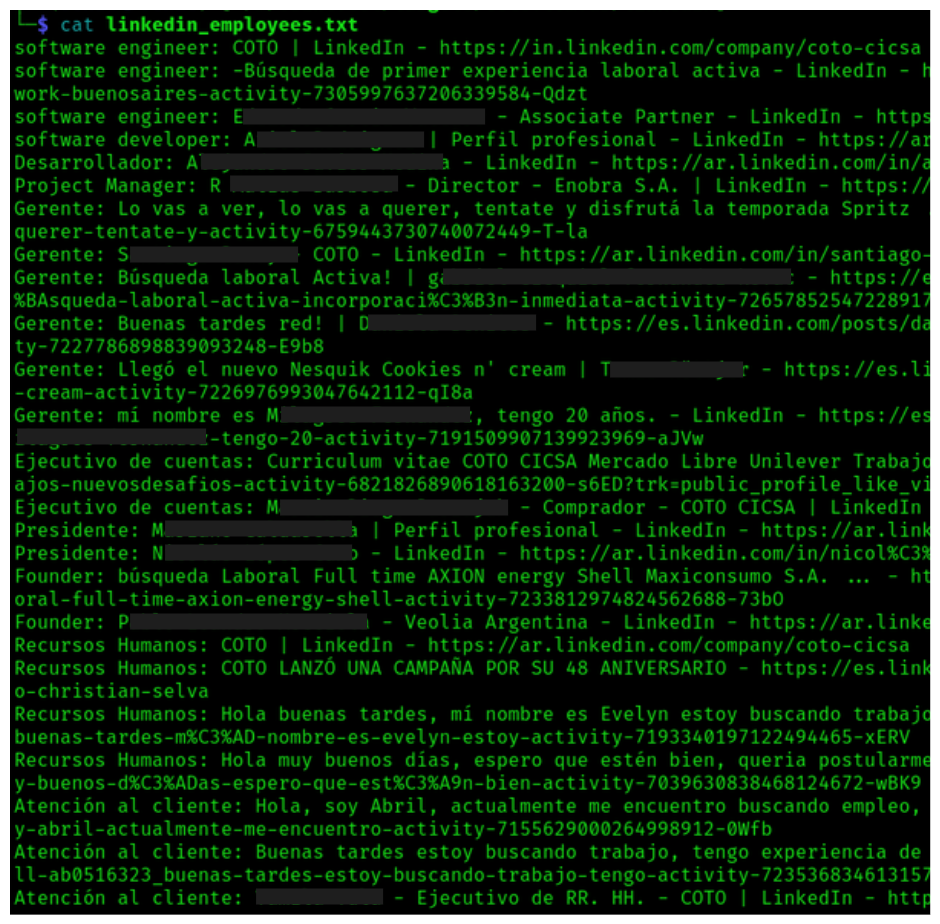 └─$ cat linkedin_employees.txt
software engineer: COTO | LinkedIn - https://in.linkedin.com/company/coto-cicsa
software engineer: -Búsqueda de primer experiencia laboral activa - LinkedIn - h
work-buenosaires-activity-7305997637206339584-Qdzt
software engineer: E - Associate Partner - LinkedIn - https
software developer: A | Perfil profesional - LinkedIn - https://ar
Desarrollador: Al a - LinkedIn - https://ar.linkedin.com/in/a
Project Manager: R - Director - Enobra S.A. | LinkedIn - https://
Gerente: Lo vas a ver, lo vas a querer, tentate y disfrutá la temporada Spritz
querer-tentate-y-activity-6759443730740072449-T-la
Gerente: S COTO - LinkedIn - https://ar.linkedin.com/in/santiago-
Gerente: Búsqueda laboral Activa! | ga - https://e
%BAsqueda-laboral-activa-incorporaci%C3%B3n-inmediata-activity-72657852547228917
Gerente: Buenas tardes red! | D - https://es.linkedin.com/posts/da
ty-7227786898839093248-E9b8
Gerente: Llegó el nuevo Nesquik Cookies n' cream | T r - https://es.li
-cream-activity-7226976993047642112-qI8a
Gerente: mí nombre es M , tengo 20 años. - LinkedIn - https://es
-tengo-20-activity-7191509907139923969-aJVw
Ejecutivo de cuentas: Curriculum vitae COTO CICSA Mercado Libre Unilever Trabajo
ajos-nuevosdesafios-activity-6821826890618163200-s6ED?trk=public_profile_like_vi
Ejecutivo de cuentas: M - Comprador - COTO CICSA | LinkedIn
Presidente: M a | Perfil profesional - LinkedIn - https://ar.link
Presidente: N o - LinkedIn - https://ar.linkedin.com/in/nicol%C3%
Founder: búsqueda Laboral Full time AXION energy Shell Maxiconsumo S.A. ... - ht
oral-full-time-axion-energy-shell-activity-7233812974824562688-73bO
Founder: P - Veolia Argentina - LinkedIn - https://ar.linke
Recursos Humanos: COTO | LinkedIn - https://ar.linkedin.com/company/coto-cicsa
Recursos Humanos: COTO LANZÓ UNA CAMPAÑA POR SU 48 ANIVERSARIO - https://es.link
o-christian-selva
Recursos Humanos: Hola buenas tardes, mí nombre es Evelyn estoy buscando trabajo
buenas-tardes-m%C3%AD-nombre-es-evelyn-estoy-activity-7193340197122494465-xERV
Recursos Humanos: Hola muy buenos días, espero que estén bien, queria postularme
y-buenos-d%C3%ADas-espero-que-est%C3%A9n-bien-activity-7039630838468124672-wBK9
Atención al cliente: Hola, soy Abril, actualmente me encuentro buscando empleo,
y-abril-actualmente-me-encuentro-activity-7155629000264998912-0Wfb
Atención al cliente: Buenas tardes estoy buscando trabajo, tengo experiencia de
ll-ab0516323_buenas-tardes-estoy-buscando-trabajo-tengo-activity-723536834613157
Atención al cliente: - Ejecutivo de RR. HH. - COTO | LinkedIn - http